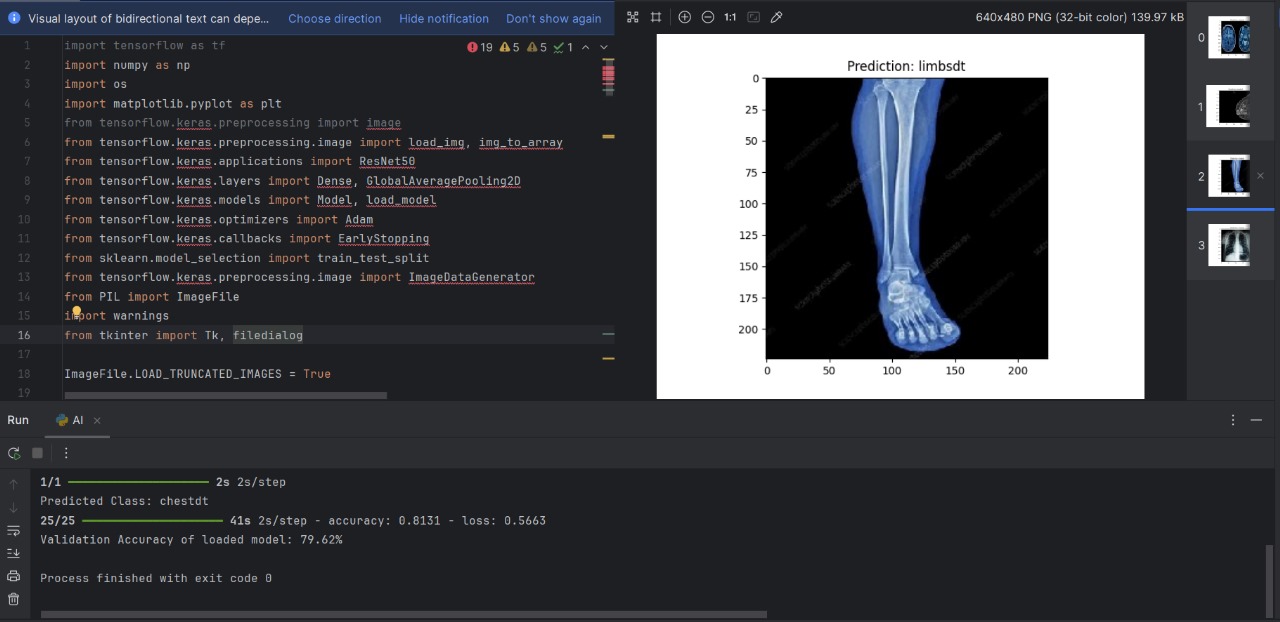 Visual layout of bidirectional text can depe... Choose direction Hide notification Don't show again
19 5 5 1
1 import tensorflow as tf
2 import numpy as np
3 import os
4 import matplotlib.pyplot as plt
5 from tensorflow.keras.preprocessing import image
6 from tensorflow.keras.preprocessing.image import load_img, img_to_array
7 from tensorflow.keras.applications import ResNet50
8 from tensorflow.keras.layers import Dense, GlobalAveragePooling2D
9 from tensorflow.keras.models import Model, load_model
10 from tensorflow.keras.optimizers import Adam
11 from tensorflow.keras.callbacks import EarlyStopping
12 from sklearn.model_selection import train_test_split
13 from tensorflow.keras.preprocessing.image import ImageDataGenerator
14 from PIL import ImageFile
15 import warnings
16 from tkinter import Tk, filedialog
17
18 ImageFile.LOAD_TRUNCATED_IMAGES = True
19
1:1 640x480 PNG (32-bit color) 139.97 kB
Prediction: limbsdt
0
25
50
75
100
125
150
175
200
0 50 100 150 200
0
1
2
3
Run AI
1/1 2s 2s/step
Predicted Class: chestdt
25/25 41s 2s/step - accuracy: 0.8131 - loss: 0.5663
Validation Accuracy of loaded model: 79.62%
Process finished with exit code 0